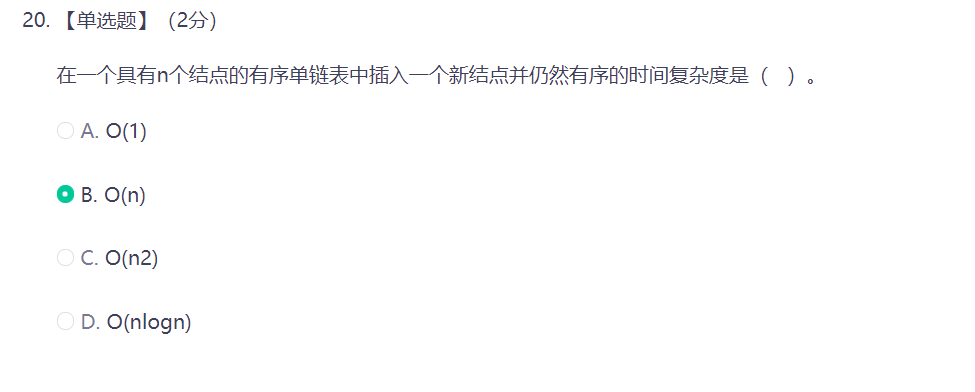 20. 【单选题】（2分）
在一个具有n个结点的有序单链表中插入一个新结点并仍然有序的时间复杂度是（ ）。
A. O(1)
B. O(n)
C. O(n2)
D. O(nlogn)